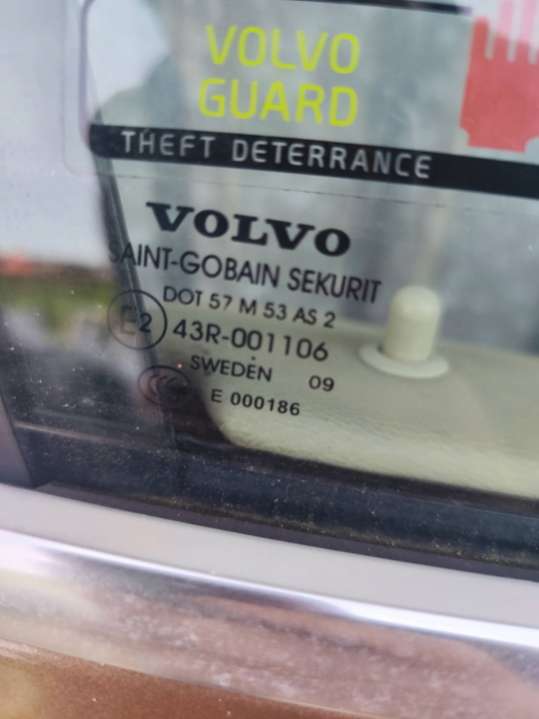 VOLVO
GUARD
THEFT DETERRANCE
VOLVO
SAINT-GOBAIN SEKURIT
DOT 57 M 53 AS 2
E2 43R-001106
SWEDEN 09
CCC E 000186